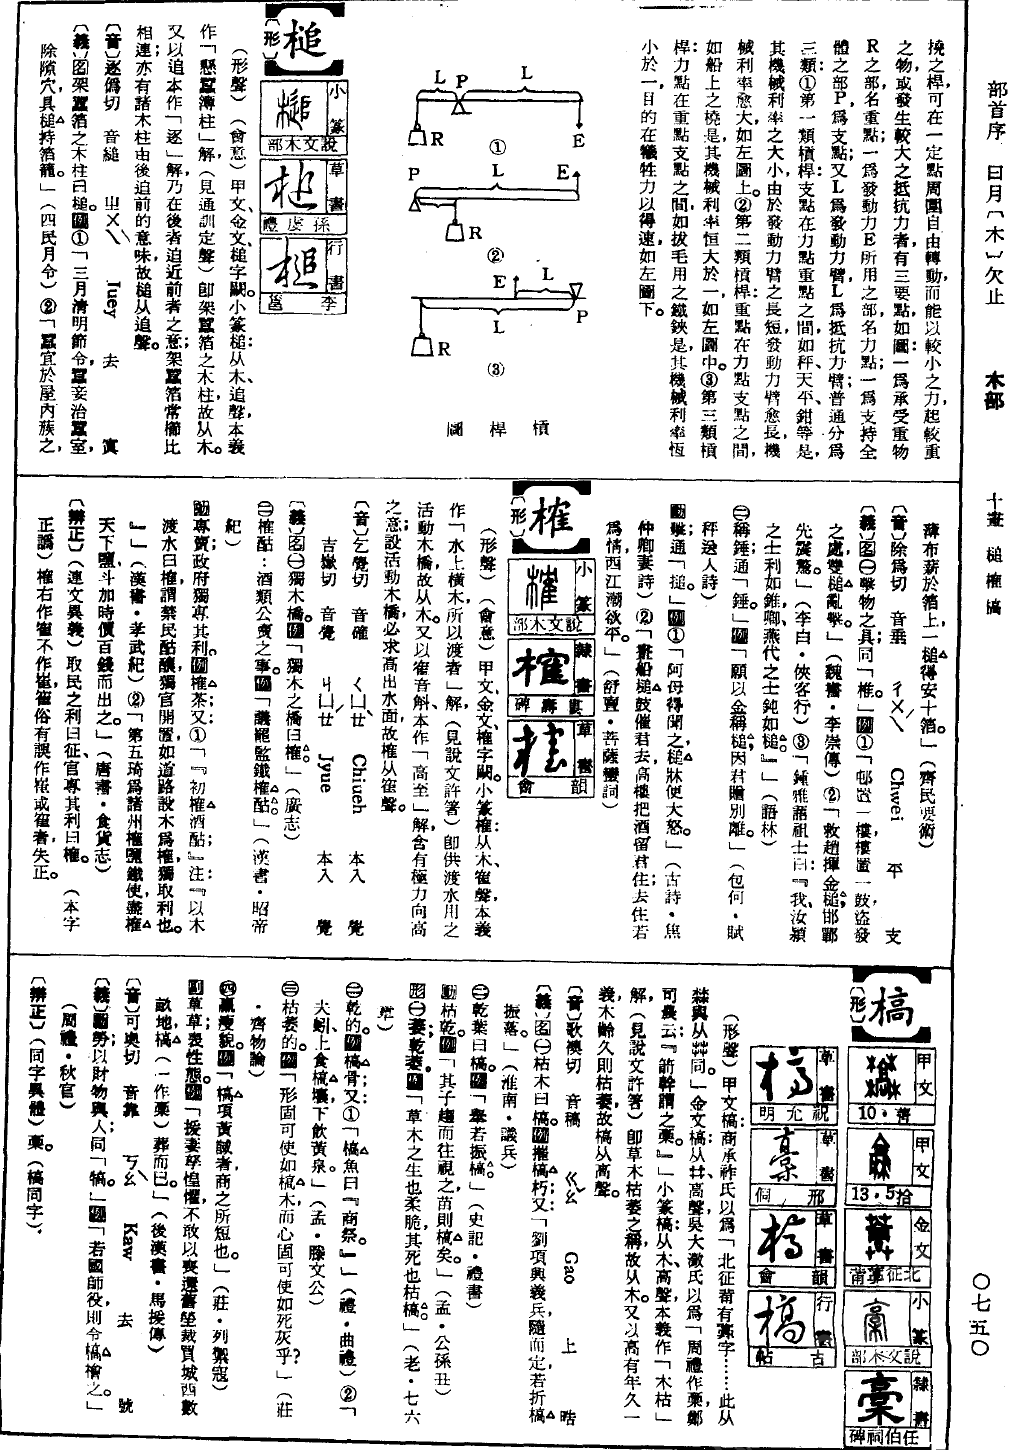 部首序 日月〔木〕欠止 木部 十畫 槌榷槁 〇七五〇
撓之桿，可在一定點周圍自由轉動，而能以較小之力，起較重
之物或發生較大之抵抗力者。有三要點如圖：一爲承受重物
R之部，名重點；一爲發動力E所用之部，名力點；一爲支持全
體之部P，爲支點；又L爲發動力臂；L爲抵抗力臂；普通分爲
三類：①第一類槓桿：支點在力點重點之間，如秤、天平、鉗等是，
其機械利率之大小，由於發動力臂之長短，發動力臂愈長，機
械利率愈大，如左圖上。②第二類槓桿：重點在力點支點之間，
如船上之橈是，其機械利率恒大於一，如左圖中。③第三類槓
桿：力點在重點支點之間，如拔毛用之鐵鋏是，其機械利率恆
小於一，目的在犧牲力以得速，如左圖下。
L P L R E ①
P L E R ②
E L L P R ③
槓桿圖
槌〔形〕
小篆 說文木部
草書 孫虔禮
行書 李邕
（形聲）（會意）甲文、金文、槌字闕。小篆槌：从木、追聲，本義
作「懸蠶薄柱」解，（見通訓定聲）卽架蠶箔之木柱，故从木。
又以追本作「逐」解，乃在後者迫近前者之意；架蠶箔常櫛比
相連，亦有諸木柱由後追前的意味，故槌从追聲。
〔音〕逐僞切 音縋 ㄓㄨㄟˋ Juey 去 寘
〔義〕名架蠶箔之木柱曰槌。例①「三月清明節令，蠶妾治蠶室，
除隙穴，具槌持箔籠。」（四民月令）②「蠶宜於屋內簇之，
薄布薪於箔上，一槌得安十箔。」（齊民要術）
〔音〕除爲切 音垂 ㄔㄨㄟˊ Chwei 平 支
〔義〕名㊀擊物之具；同「椎。」例①「邨置一樓，樓置一鼓，盜發
之處，雙槌亂擊。」（魏書・李崇傳）②「救趙揮金槌，邯鄲
先震驚。」（李白・俠客行）③「鍾雅語祖士曰：『我汝潁
之士利如錐，卿燕代之士鈍如槌。』」（語林）
㊁稱錘；通「錘。」例「願以金稱槌，因君贈別離。」（包何・賦
秤送人詩）
動擊；通「搥。」例①「阿母得聞之，槌牀便大怒。」（古詩・焦
仲卿妻詩）②「畫船槌鼓催君去，高樓把酒留君住；去住若
爲情，西江潮欲平。」（舒亶・菩薩蠻詞）
榷〔形〕
小篆 說文木部
隸書 夏壽碑
草書 韻會
（形聲）（會意）甲文、金文、榷字闕。小篆榷：从木、隺聲，本義
作「水上橫木，所以渡者」解，（見說文許箸）卽供渡水用之
活動木橋，故从木。又以隺音斛，本作「高至」解，含有極力向高
之意；設活動木橋，必求高出水面，故榷从隺聲。
〔音〕乞覺切 音確 ㄑㄩㄝˋ Chiueh 本入 覺
吉嶽切 音覺 ㄐㄩㄝˊ Jyue 本入 覺
〔義〕名㊀獨木橋。例「獨木之橋曰榷。」（廣志）
㊁榷酤：酒類公賣之事。例「議罷鹽鐵榷酤。」（漢書・昭帝
紀）
動專賣，政府獨專其利。例榷茶；又：①「『初榷酒酤。』注：『以木
渡水曰榷，謂禁民酤釀，獨官開置，如道路設木爲榷，獨取利也。
』」（漢書・孝武紀）②「第五琦爲諸州榷鹽鐵使，盡榷
天下鹽，斗加時價百錢而出之。」（唐書・食貨志）
〔辨正〕（連文異義）取民之利曰征，官專其利曰榷。 （本字
正譌）榷右作隺，不作寉，隺俗有誤作寉或雀者，失正。
槁〔形〕
甲文 10・菁
甲文 13・5拾
金文 北征葡
小篆 說文木部
隸書 任伯祠碑
草書 祝允明
草書 邢侗
草書 韻會
行書 古帖
（形聲）甲文槁：商承祚氏以爲「北征葡有字……此从
與从艸同。」金文槁：从、高聲，吳大澂氏以爲「周禮作槀，鄭
司農云：『箭幹謂之槀。』」小篆槁：从木、高聲，本義作「木枯」
解，（見說文許箸）卽草木枯萎之稱，故从木。又以高有年久一
義，木齡久則枯萎，故槁从高聲。
〔音〕歌襖切 音稿 ㄍㄠˇ Gao 上 晧
〔義〕名㊀枯木曰槁。例摧槁朽；又「劉項興義兵隨而定，若折槁
振落。」（淮南・議兵）
㊁乾葉曰槁。例「舉若振槁。」（史記・禮書）
動枯乾。例「其子趨而往視之，苗則槁矣。」（孟・公孫丑）
形㊀萎；乾萎。例「草木之生也柔脆，其死也枯槁。」（老・七六
章）
㊁乾的。例槁骨；又：①「槁魚曰『商祭。』」（禮・曲禮）②「
夫蚓，上食槁壤，下飲黃泉。」（孟・滕文公）
㊂枯萎的。例「形固可使如槁木，而心固可使如死灰乎？」（莊
・齊物論）
㊃羸瘦貌。例「槁項黃馘者，商之所短也。」（莊・列禦寇）
副草草，喪性態。例「援妻孥惶懼，不敢以喪還舊塋，裁買城西數
畝地，槁（一作藁）葬而已。」（後漢書・馬援傳）
〔音〕可奧切 音靠 ㄎㄠˋ Kaw 去 號
〔義〕動勞；以財物與人；同「犒。」例「若國師役，則令槁禬之。」
（周禮・秋官）
〔辨正〕（同字異體）槀。（槁同字）、